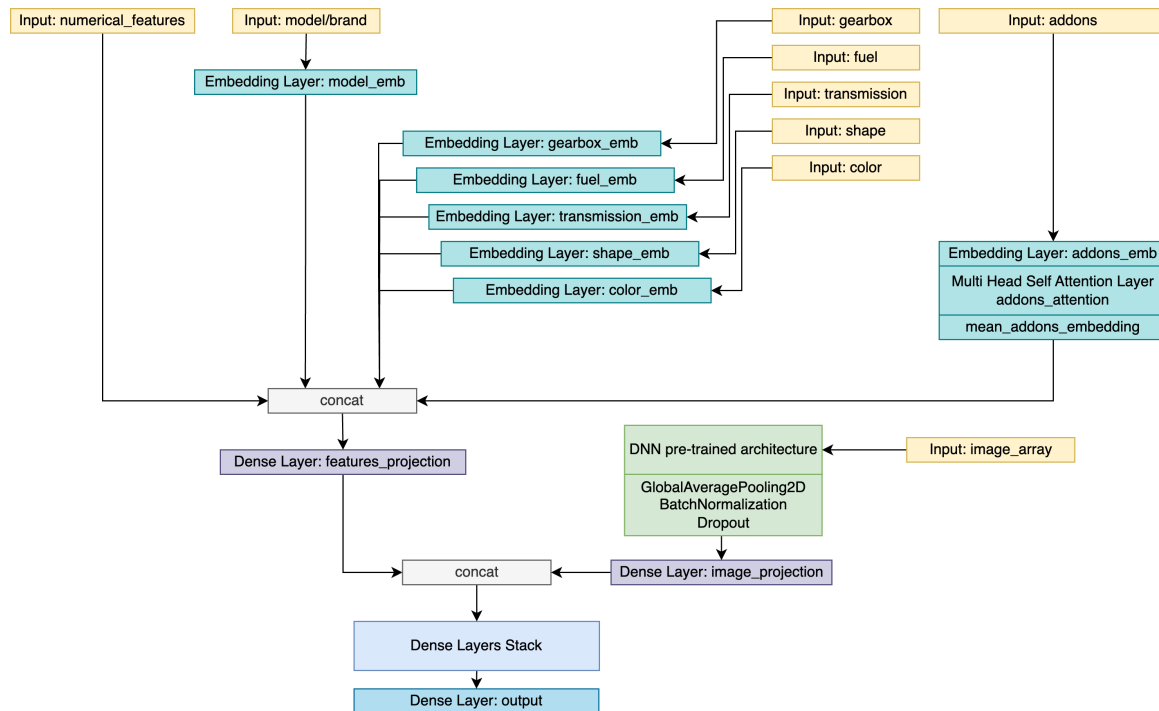 Input: numerical_features
Input: model/brand
Input: gearbox
Input: addons
Input: fuel
Embedding Layer: model_emb
Input: transmission
Input: shape
Embedding Layer: gearbox_emb
Input: color
Embedding Layer: fuel_emb
Embedding Layer: transmission_emb
Embedding Layer: shape_emb
Embedding Layer: addons_emb
Multi Head Self Attention Layer
addons_attention
Embedding Layer: color_emb
mean_addons_embedding
concat
DNN pre-trained architecture
Input: image_array
Dense Layer: features_projection
GlobalAveragePooling2D
BatchNormalization
Dropout
concat
Dense Layer: image_projection
Dense Layers Stack
Dense Layer: output